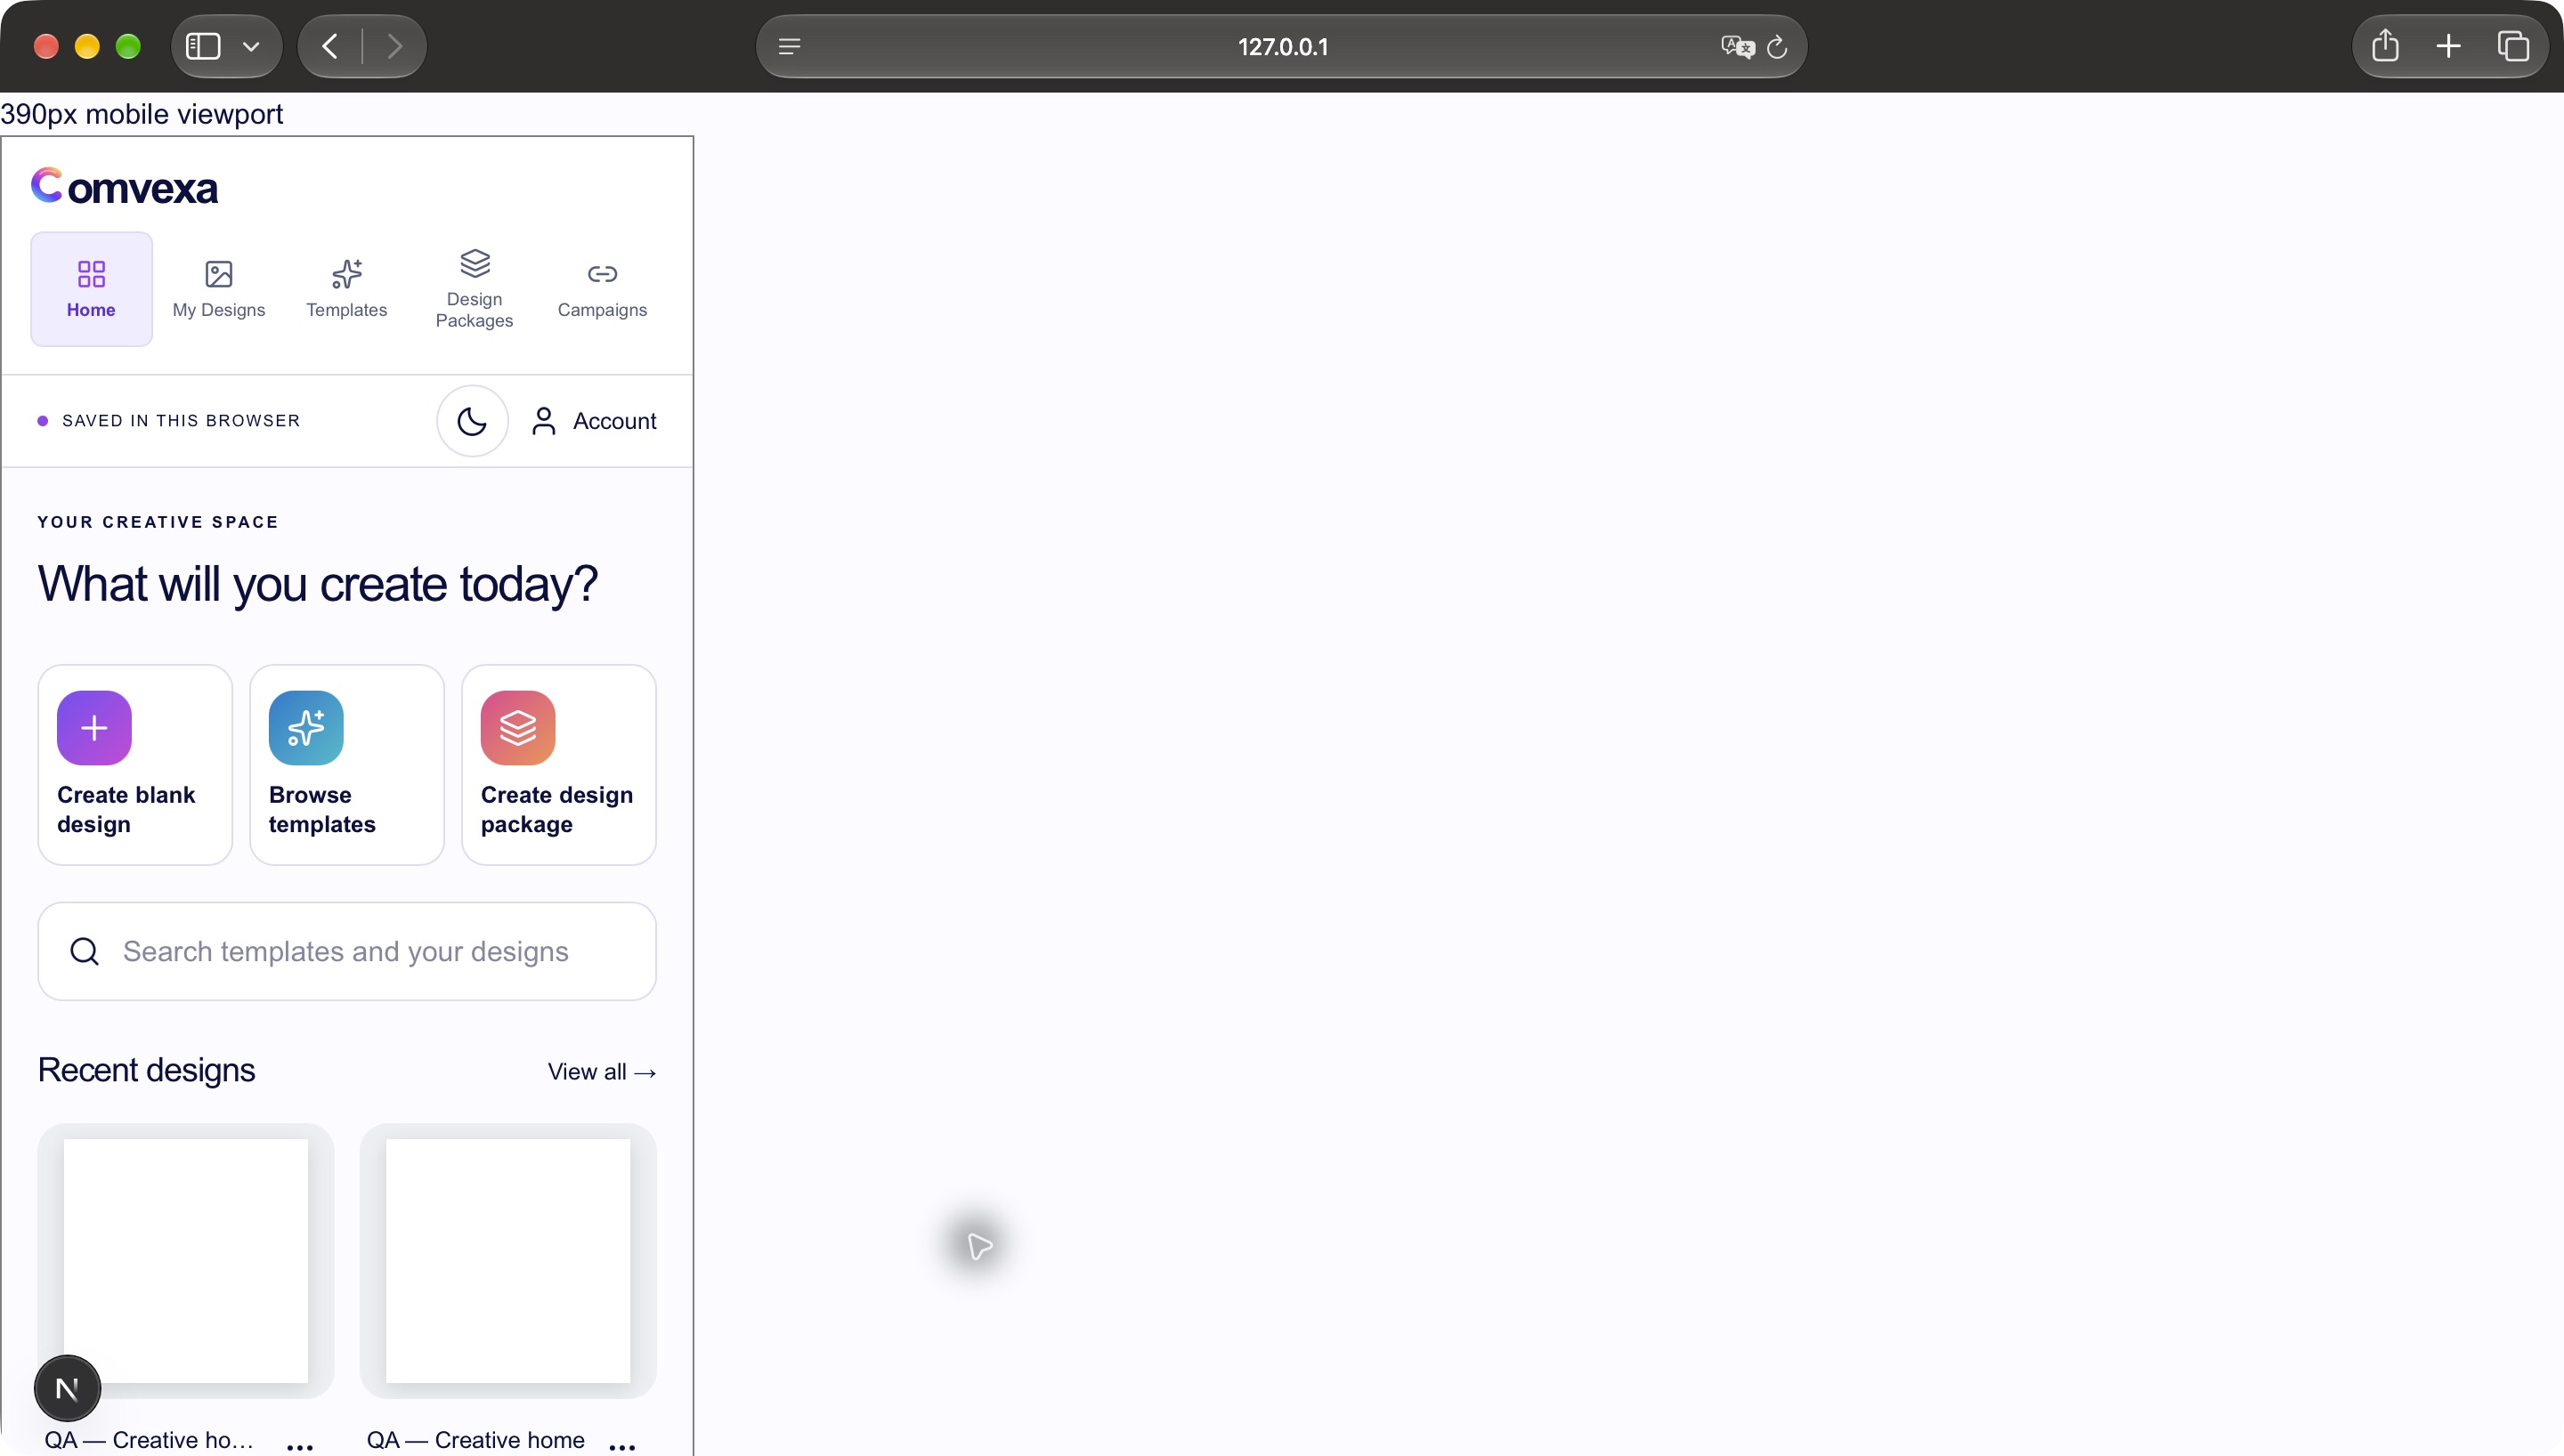 127.0.0.1
390px mobile viewport
Comvexa
Home
My Designs
Templates
Design
Packages
Campaigns
SAVED IN THIS BROWSER
Account
YOUR CREATIVE SPACE
What will you create today?
Create blank
design
Browse
templates
Create design
package
Search templates and your designs
Recent designs
View all →
N
QA — Creative ho...
QA — Creative home